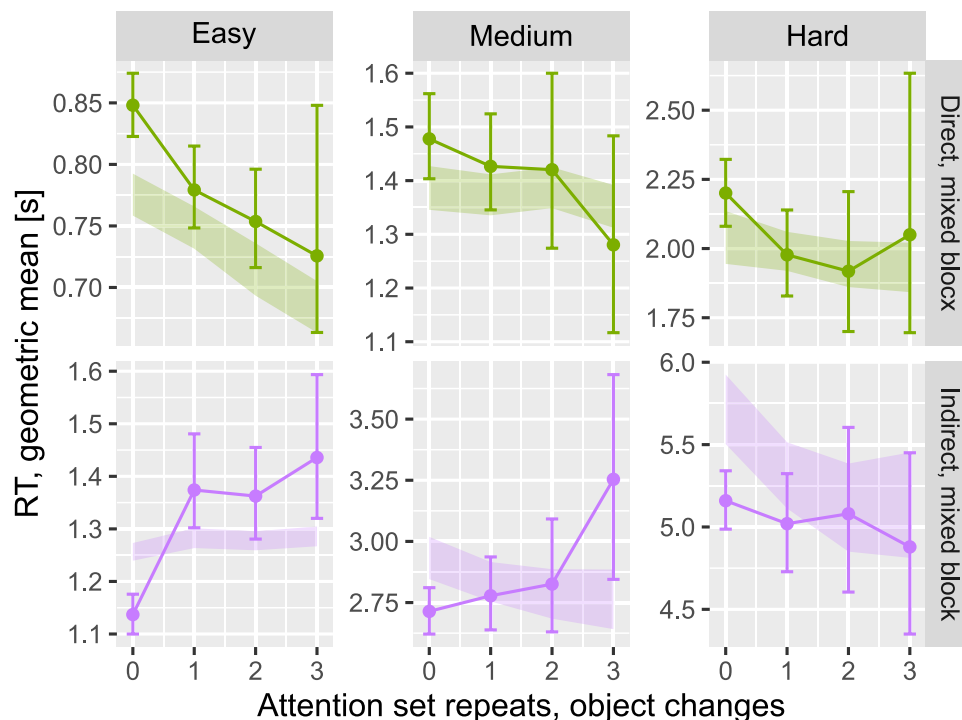 Easy
Medium
Hard
0.85
0.80
0.75
0.70
1.6
1.5
1.4
1.3
1.2
1.1
2.50
2.25
2.00
1.75
Direct, mixed blocx
1.6
1.5
1.4
1.3
1.2
1.1
3.50
3.25
3.00
2.75
6.0
5.5
5.0
4.5
Indirect, mixed block
0 1 2 3
0 1 2 3
0 1 2 3
RT, geometric mean [s]
Attention set repeats, object changes